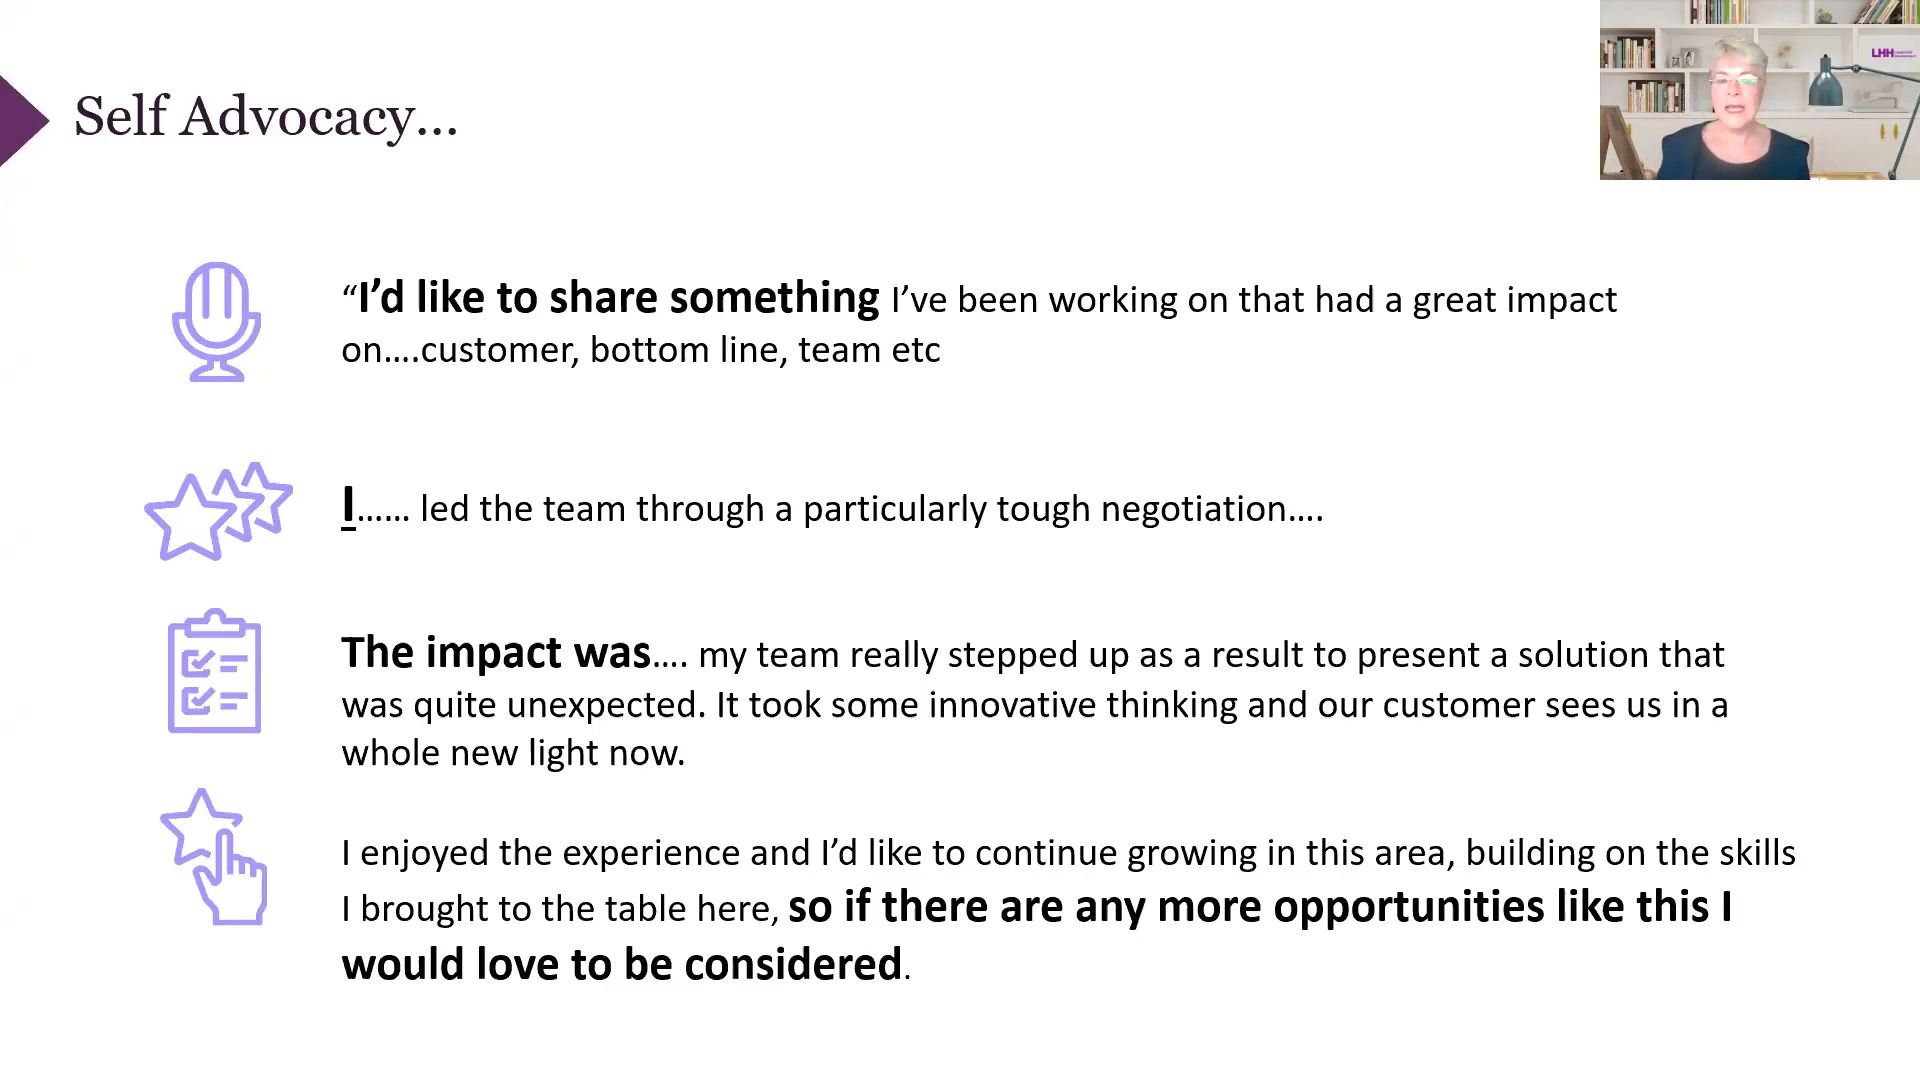 Self Advocacy...
LHH
“I’d like to share something I’ve been working on that had a great impact
on....customer, bottom line, team etc
I...... led the team through a particularly tough negotiation....
The impact was.... my team really stepped up as a result to present a solution that
was quite unexpected. It took some innovative thinking and our customer sees us in a
whole new light now.
I enjoyed the experience and I’d like to continue growing in this area, building on the skills
I brought to the table here, so if there are any more opportunities like this I
would love to be considered.